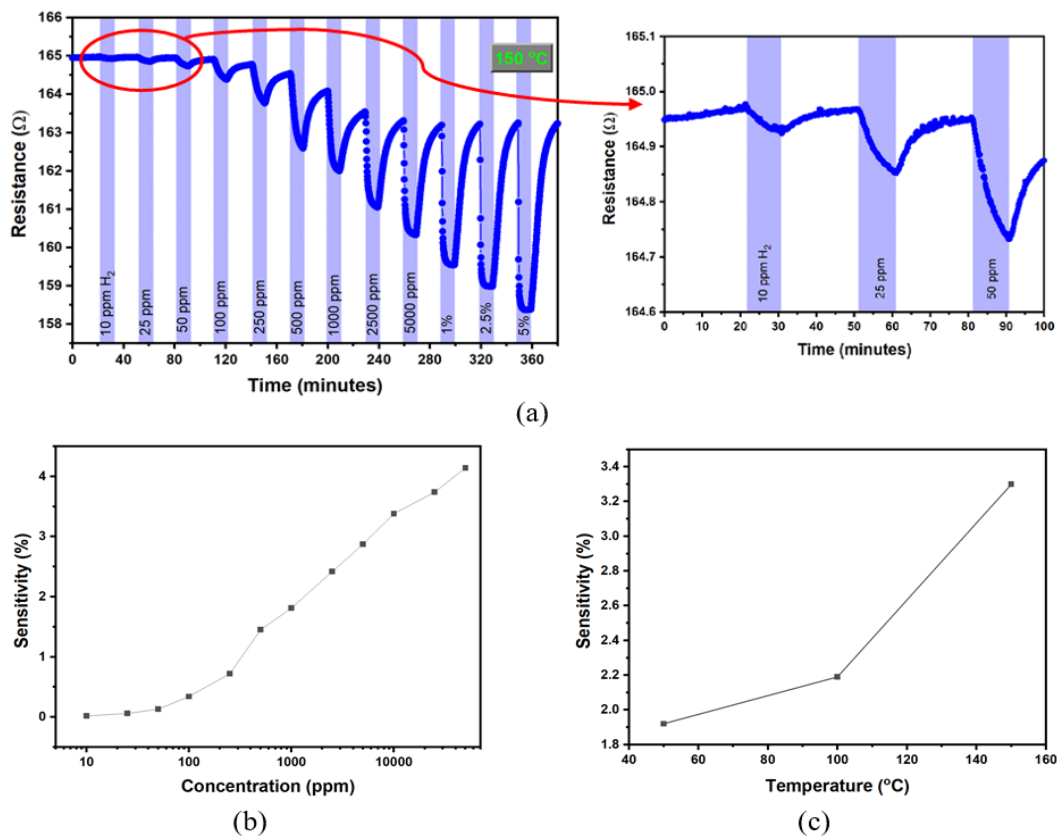 166
165
164
163
162
161
160
159
158
Resistance (Ω)
150 °C
10 ppm H2
25 ppm
50 ppm
100 ppm
250 ppm
500 ppm
1000 ppm
2500 ppm
5000 ppm
1%
2.5%
5%
0 40 80 120 160 200 240 280 320 360
Time (minutes)
165.1
165.0
164.9
164.8
164.7
164.6
Resistance (Ω)
10 ppm H2
25 ppm
50 ppm
0 10 20 30 40 50 60 70 80 90 100
Time (minutes)
(a)
4
3
2
1
0
Sensitivity (%)
10 100 1000 10000
Concentration (ppm)
(b)
3.4
3.2
3.0
2.8
2.6
2.4
2.2
2.0
1.8
Sensitivity (%)
40 60 80 100 120 140 160
Temperature (°C)
(c)